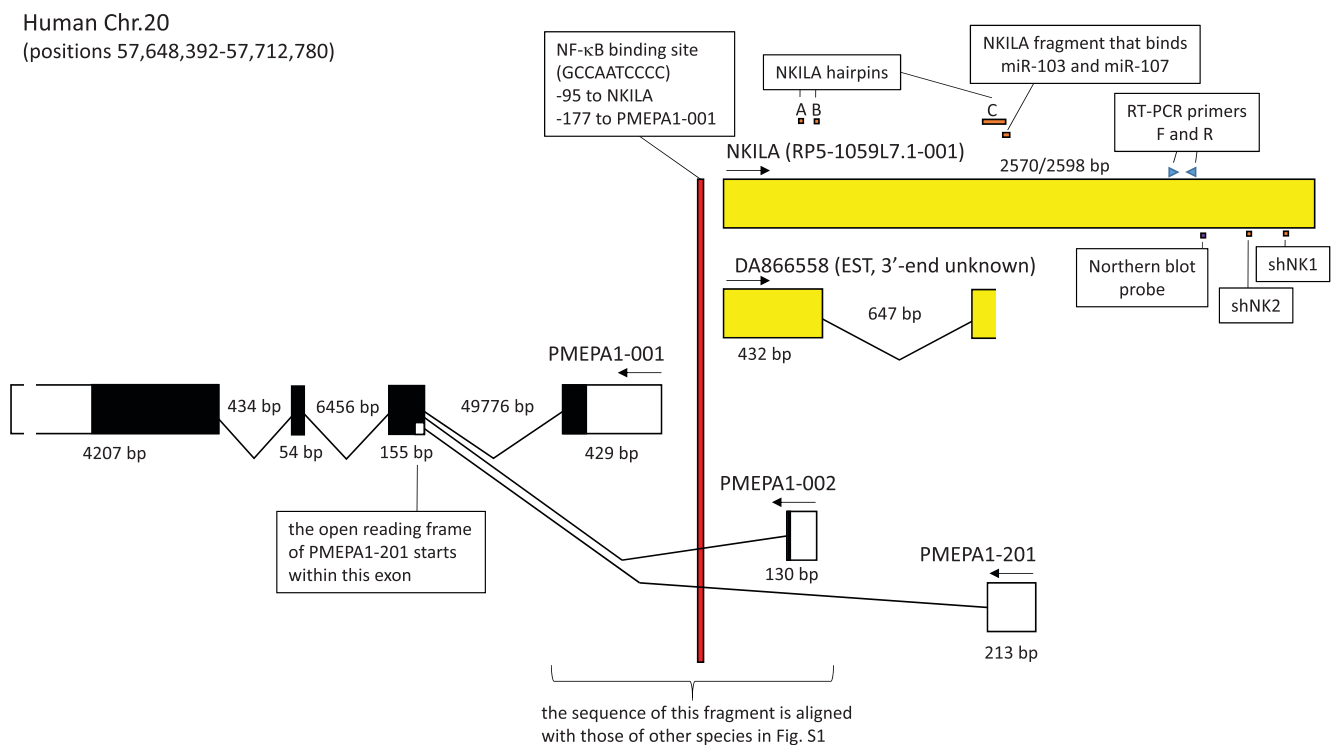 Human Chr.20
(positions 57,648,392-57,712,780)
NF-κB binding site
(GCCAATCCCC)
-95 to NKILA
-177 to PMEPA1-001
NKILA hairpins
NKILA fragment that binds
miR-103 and miR-107
A B
C
RT-PCR primers
F and R
NKILA (RP5-1059L7.1-001)
2570/2598 bp
Northern blot
probe
shNK2
shNK1
DA866558 (EST, 3’-end unknown)
647 bp
432 bp
PMEPA1-001
434 bp
6456 bp
49776 bp
4207 bp
54 bp
155 bp
429 bp
the open reading frame
of PMEPA1-201 starts
within this exon
PMEPA1-002
130 bp
PMEPA1-201
213 bp
the sequence of this fragment is aligned
with those of other species in Fig. S1